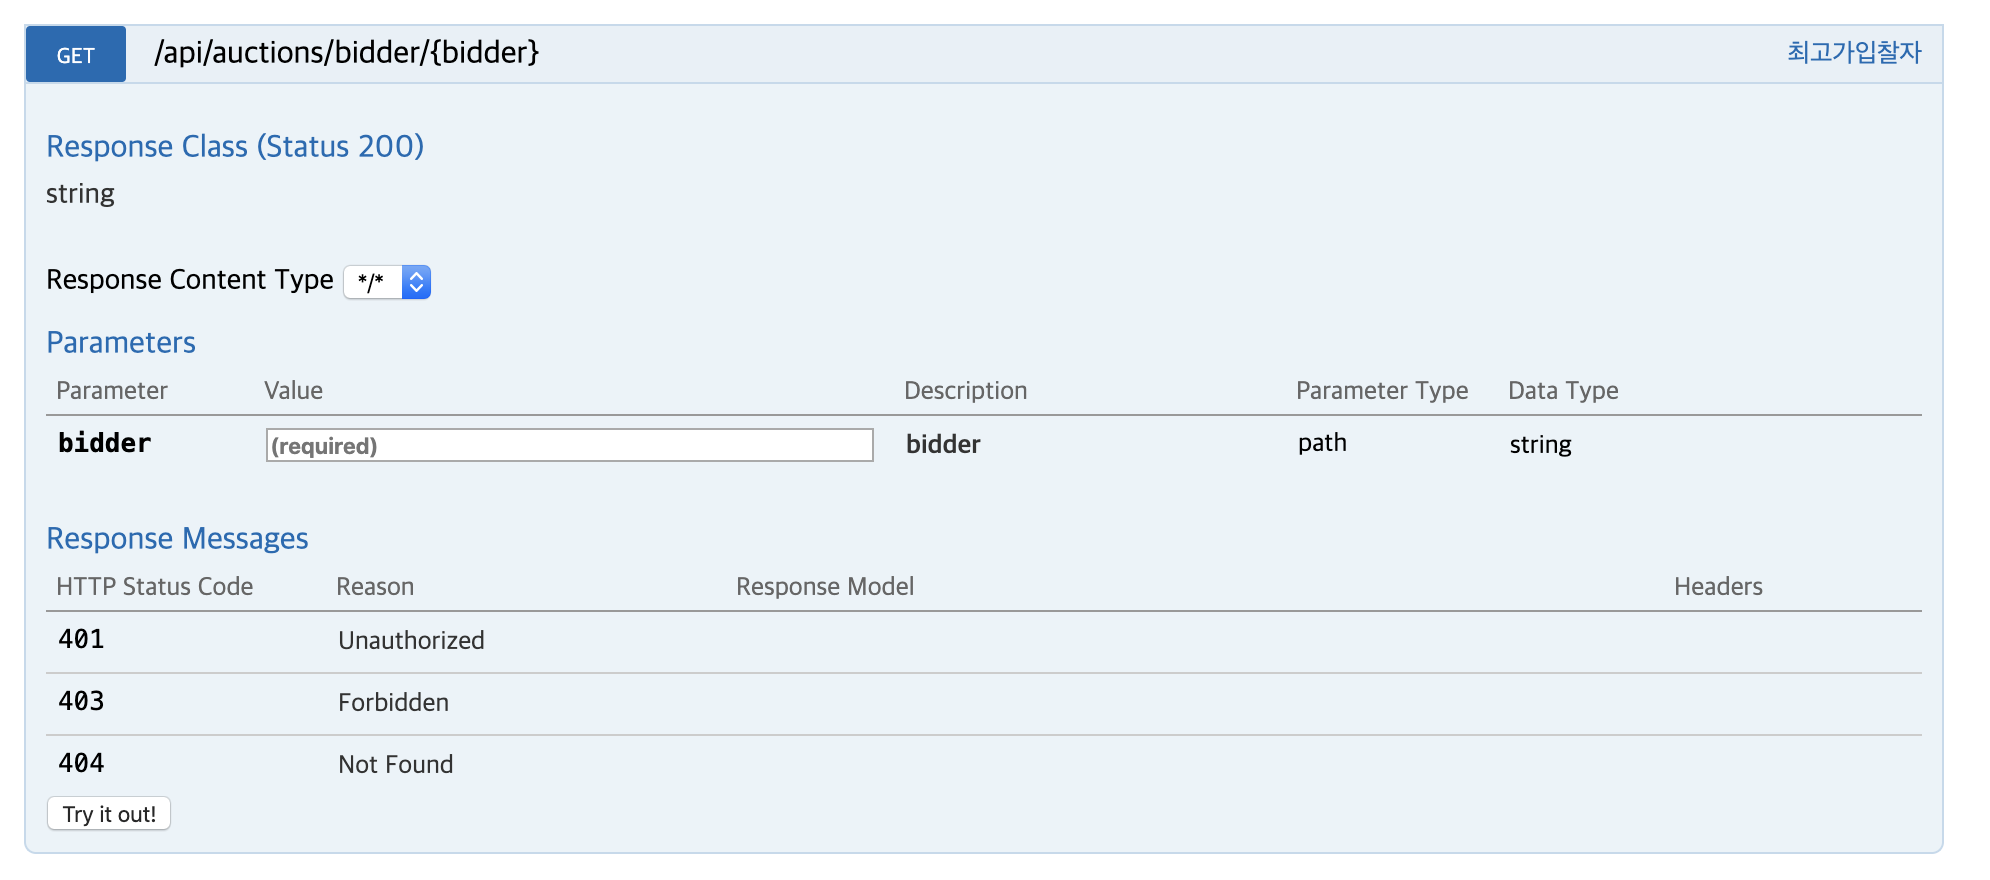 GET /api/auctions/bidder/{bidder} 최고가입찰자
Response Class (Status 200)
string
Response Content Type */*
Parameters
Parameter Value Description Parameter Type Data Type
bidder (required) bidder path string
Response Messages
HTTP Status Code Reason Response Model Headers
401 Unauthorized
403 Forbidden
404 Not Found
Try it out!